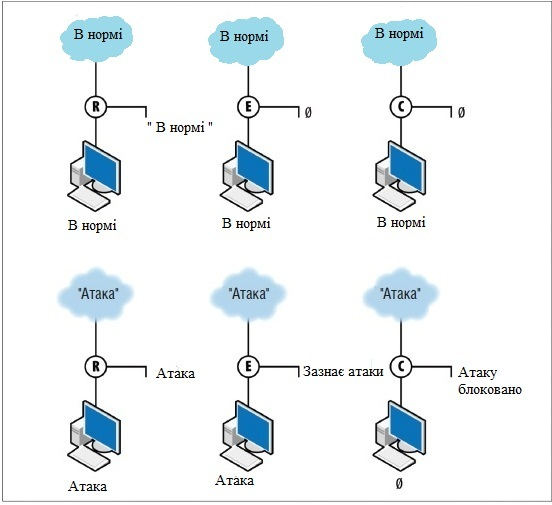 В нормі В нормі В нормі
R E Ø C Ø
" В нормі "
В нормі В нормі В нормі
"Атака" "Атака" "Атака"
R Атака E Зазнає атаки C Атаку
блоковано
Атака Атака Ø